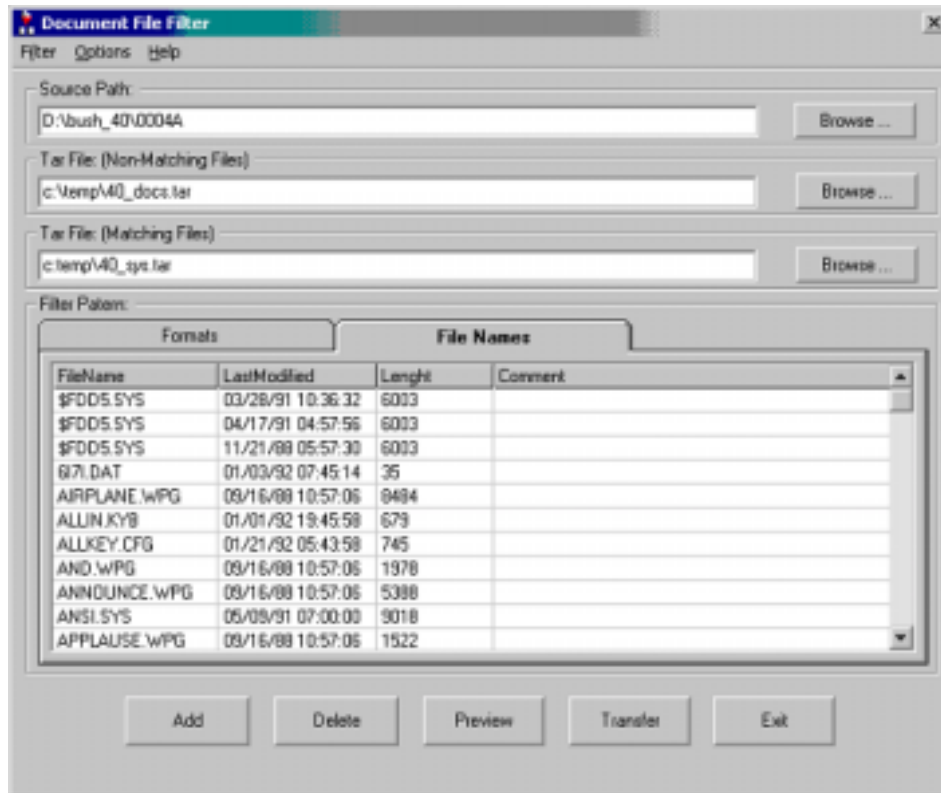 Document File Filter
Filter Options Help
Source Path:
D:\bush_40\0004A Browse ...
Tar File: (Non-Matching Files)
c:\temp\40_docs.tar Browse ...
Tar File: (Matching Files)
c:temp\40_sys.tar Browse ...
Filter Patern:
Formats File Names
FileName LastModified Lenght Comment
$FDD5.SYS 03/28/91 10:36:32 6003
$FDD5.SYS 04/17/91 04:57:56 6003
$FDD5.SYS 11/21/88 05:57:30 6003
6I7I.DAT 01/03/92 07:45:14 35
AIRPLANE.WPG 09/16/88 10:57:06 8484
ALLIN.KYB 01/01/92 19:45:58 679
ALLKEY.CFG 01/21/92 05:43:58 745
AND.WPG 09/16/88 10:57:06 1978
ANNOUNCE.WPG 09/16/88 10:57:06 5388
ANSI.SYS 05/09/91 07:00:00 9018
APPLAUSE.WPG 09/16/88 10:57:06 1522
Add Delete Preview Transfer Exit